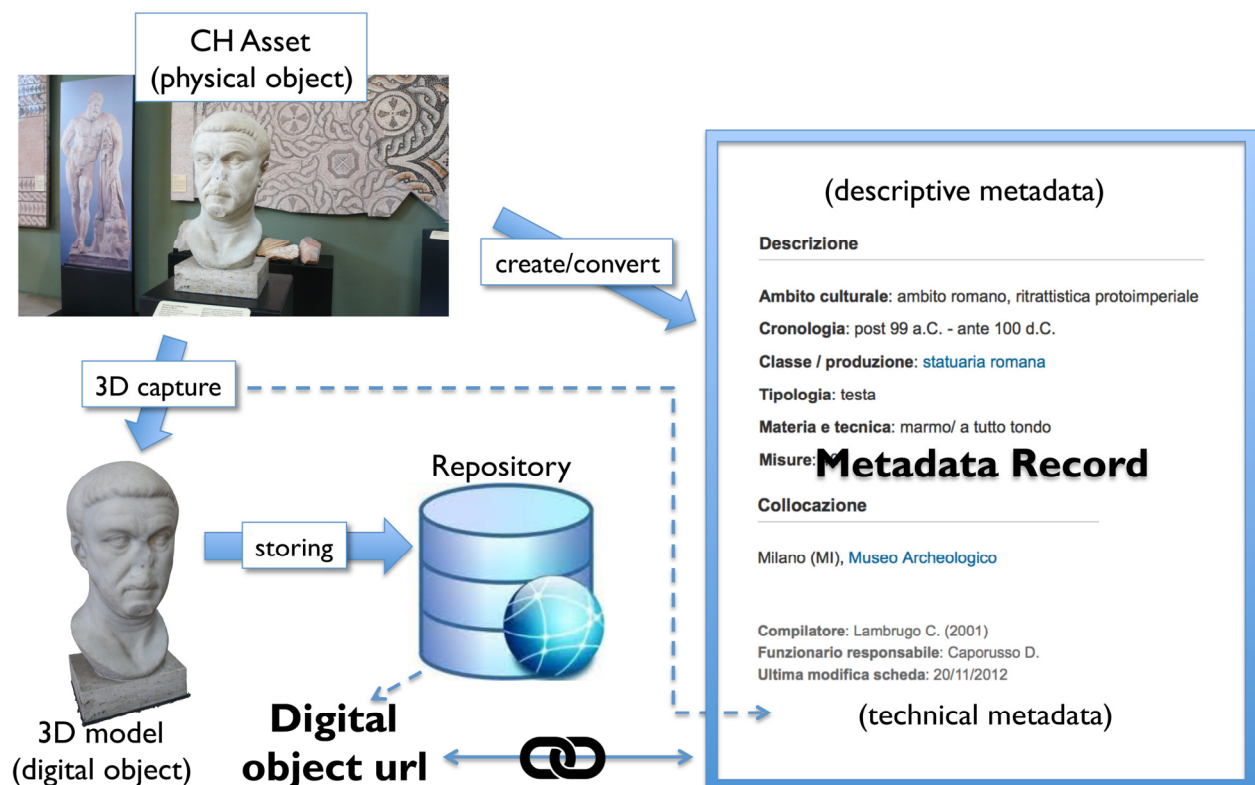 CH Asset
(physical object)
create/convert
3D capture
storing
Repository
3D model
(digital object)
Digital
object url
(descriptive metadata)
Descrizione
Ambito culturale: ambito romano, ritrattistica protoimperiale
Cronologia: post 99 a.C. - ante 100 d.C.
Classe / produzione: statuaria romana
Tipologia: testa
Materia e tecnica: marmo/ a tutto tondo
Misure:
Metadata Record
Collocazione
Milano (MI), Museo Archeologico
Compilatore: Lambrugo C. (2001)
Funzionario responsabile: Caporusso D.
Ultima modifica scheda: 20/11/2012
(technical metadata)